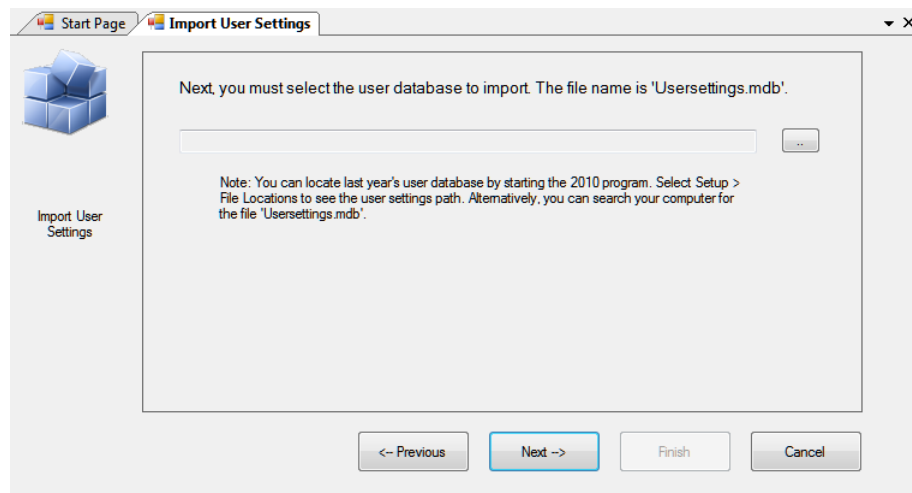 Start Page
Import User Settings
Next, you must select the user database to import. The file name is 'Usersettings.mdb'.
..
Note: You can locate last year's user database by starting the 2010 program. Select Setup >
File Locations to see the user settings path. Alternatively, you can search your computer for
the file 'Usersettings.mdb'.
Import User
Settings
<-- Previous
Next -->
Finish
Cancel